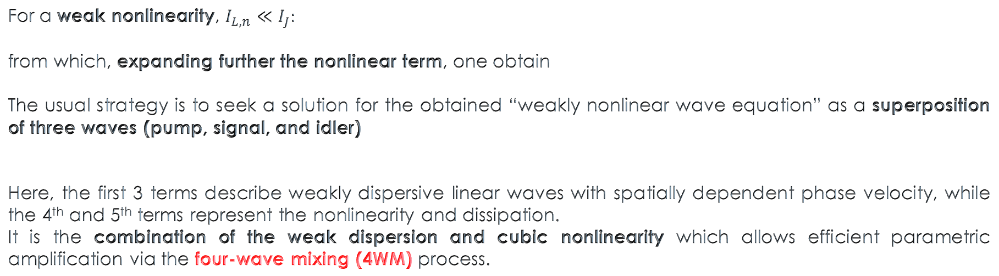 For a weak nonlinearity, I_{L,n} ≪ I_J:
from which, expanding further the nonlinear term, one obtain
The usual strategy is to seek a solution for the obtained “weakly nonlinear wave equation” as a superposition
of three waves (pump, signal, and idler)
Here, the first 3 terms describe weakly dispersive linear waves with spatially dependent phase velocity, while
the 4th and 5th terms represent the nonlinearity and dissipation.
It is the combination of the weak dispersion and cubic nonlinearity which allows efficient parametric
amplification via the four-wave mixing (4WM) process.